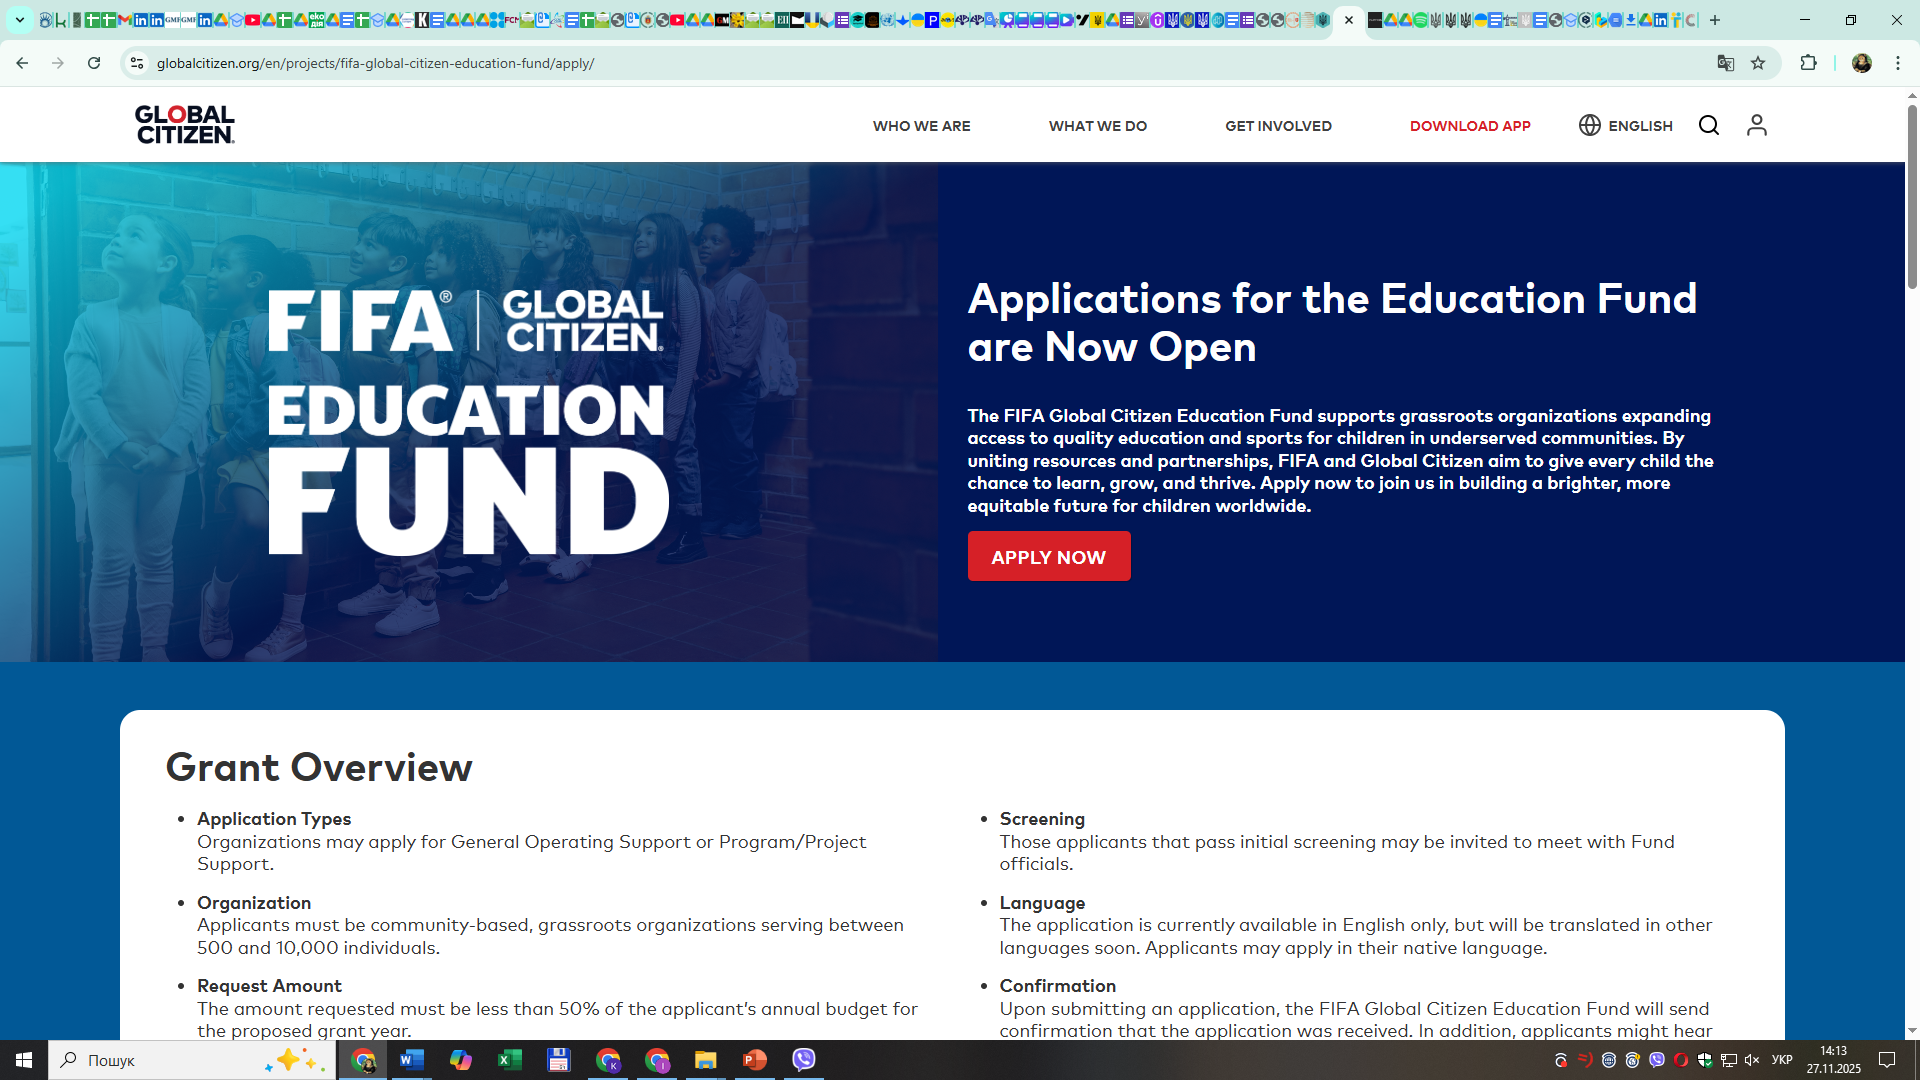 globalcitizen.org/en/projects/fifa-global-citizen-education-fund/apply/
GLOBAL
CITIZEN.
WHO WE ARE
WHAT WE DO
GET INVOLVED
DOWNLOAD APP
ENGLISH
FIFA® | GLOBAL
CITIZEN.
EDUCATION
FUND
Applications for the Education Fund
are Now Open
The FIFA Global Citizen Education Fund supports grassroots organizations expanding
access to quality education and sports for children in underserved communities. By
uniting resources and partnerships, FIFA and Global Citizen aim to give every child the
chance to learn, grow, and thrive. Apply now to join us in building a brighter, more
equitable future for children worldwide.
APPLY NOW
Grant Overview
• Application Types
Organizations may apply for General Operating Support or Program/Project
Support.
• Organization
Applicants must be community-based, grassroots organizations serving between
500 and 10,000 individuals.
• Request Amount
The amount requested must be less than 50% of the applicant's annual budget for
the proposed grant year.
• Screening
Those applicants that pass initial screening may be invited to meet with Fund
officials.
• Language
The application is currently available in English only, but will be translated in other
languages soon. Applicants may apply in their native language.
• Confirmation
Upon submitting an application, the FIFA Global Citizen Education Fund will send
confirmation that the application was received. In addition, applicants might hear
Пошук
УКР
14:13
27.11.2025